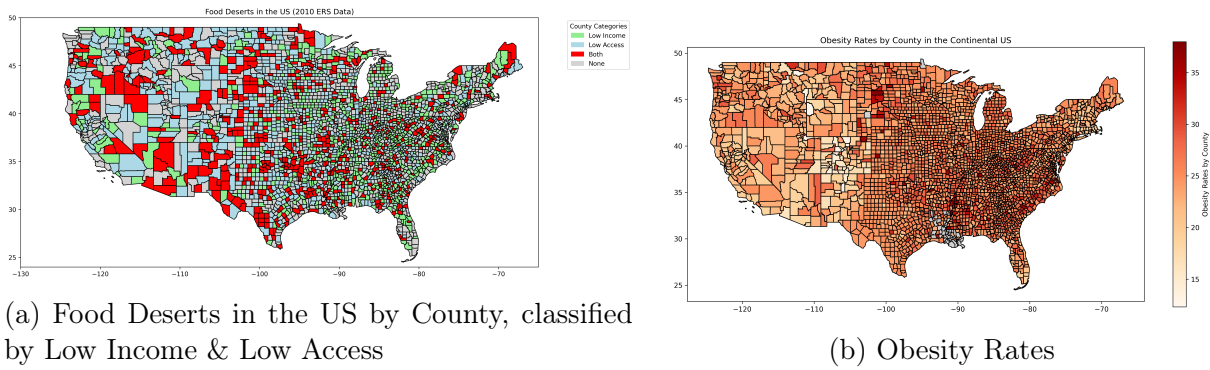 Food Deserts in the US (2010 ERS Data)
50
45
40
35
30
25
−130
−120
−110
−100
−90
−80
−70
County Categories
Low Income
Low Access
Both
None
(a) Food Deserts in the US by County, classified
by Low Income & Low Access
Obesity Rates by County in the Continental US
50
45
40
35
30
25
−120
−110
−100
−90
−80
−70
35
30
25
20
15
Obesity Rates by County
(b) Obesity Rates